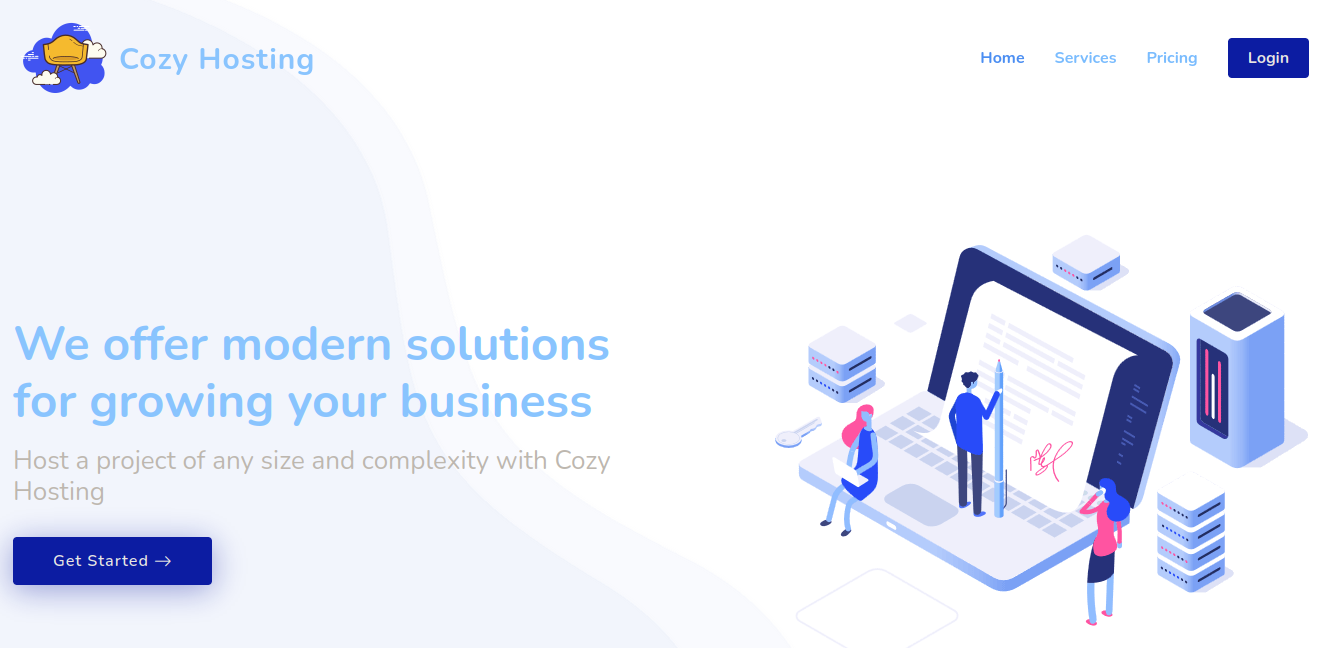 Cozy Hosting
Home Services Pricing Login
We offer modern solutions
for growing your business
Host a project of any size and complexity with Cozy
Hosting
Get Started →